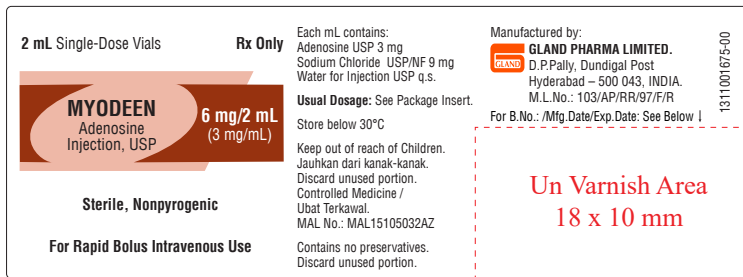 2 mL Single-Dose Vials Rx Only
MYODEEN
Adenosine
Injection, USP
6 mg/2 mL
(3 mg/mL)
Sterile, Nonpyrogenic
For Rapid Bolus Intravenous Use
Each mL contains:
Adenosine USP 3 mg
Sodium Chloride USP/NF 9 mg
Water for Injection USP q.s.
Usual Dosage: See Package Insert.
Store below 30°C
Keep out of reach of Children.
Jauhkan dari kanak-kanak.
Discard unused portion.
Controlled Medicine /
Ubat Terkawal.
MAL No.: MAL15105032AZ
Contains no preservatives.
Discard unused portion.
Manufactured by:
GLAND
GLAND PHARMA LIMITED.
D.P.Pally, Dundigal Post
Hyderabad – 500 043, INDIA.
M.L.No.: 103/AP/RR/97/F/R
For B.No.: /Mfg.Date/Exp.Date: See Below ↓
1311001675-00
Un Varnish Area
18 x 10 mm